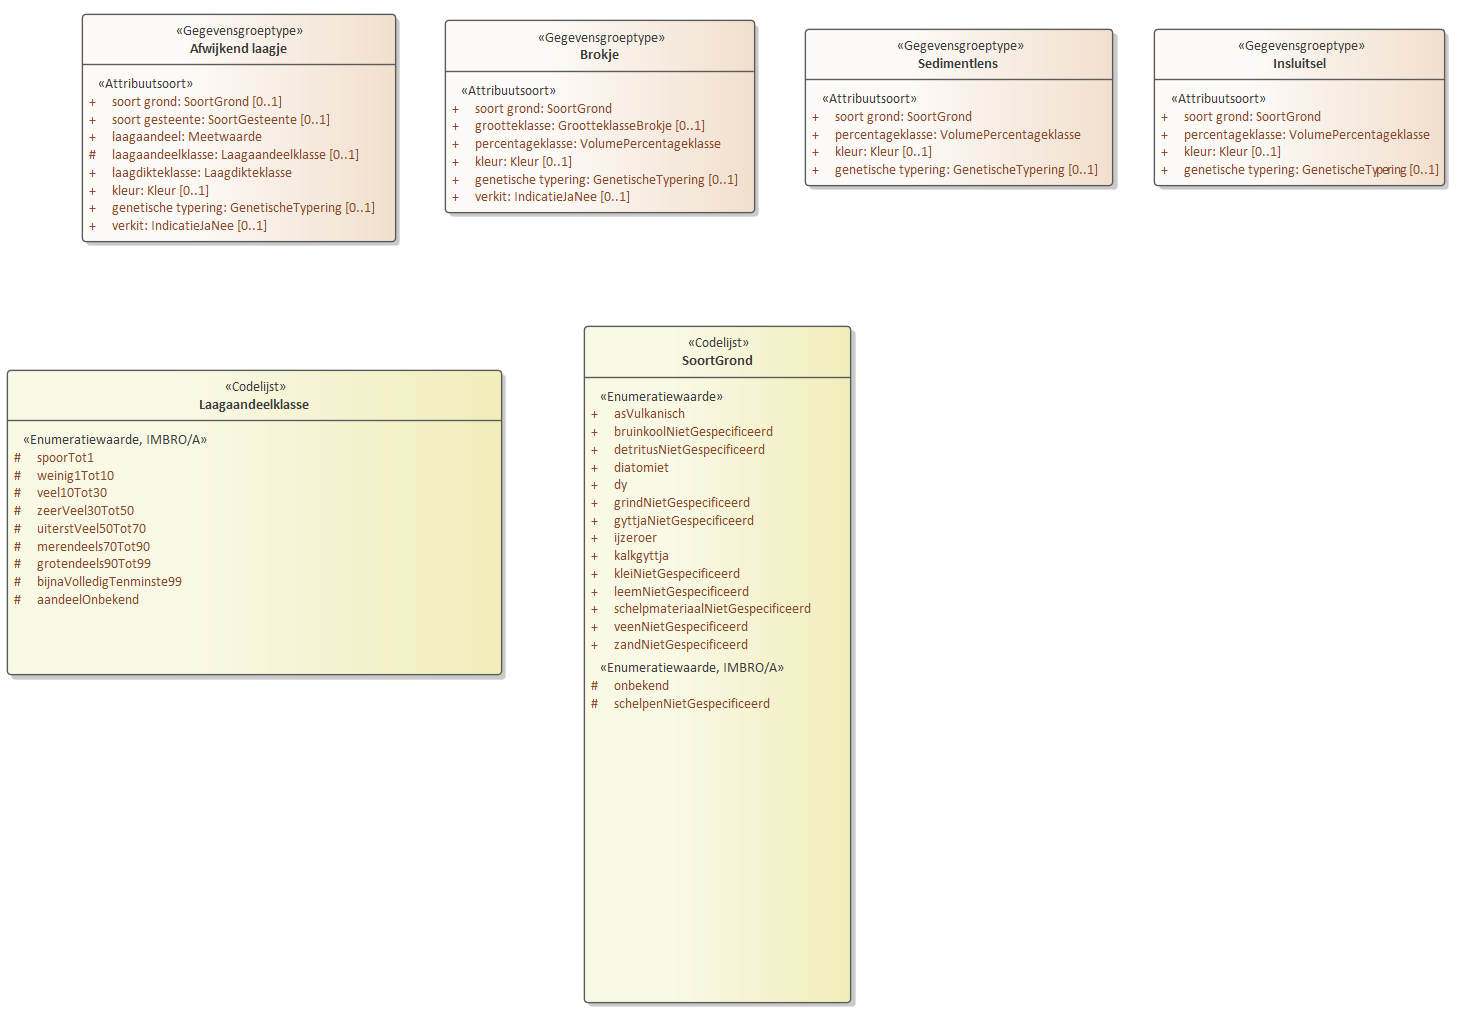 «Gegevensgroeptype»
Afwijkend laagje
«Attribuutsoort»
+ soort grond: SoortGrond [0..1]
+ soort gesteente: SoortGesteente [0..1]
+ laagaandeel: Meetwaarde
# laagaandeelklasse: Laagaandeelklasse [0..1]
+ laagdikteklasse: Laagdikteklasse
+ kleur: Kleur [0..1]
+ genetische typering: GenetischeTypering [0..1]
+ verkit: IndicatieJaNee [0..1]
«Gegevensgroeptype»
Brokje
«Attribuutsoort»
+ soort grond: SoortGrond
+ grootteklasse: GrootteklasseBrokje [0..1]
+ percentageklasse: VolumePercentageklasse
+ kleur: Kleur [0..1]
+ genetische typering: GenetischeTypering [0..1]
+ verkit: IndicatieJaNee [0..1]
«Gegevensgroeptype»
Sedimentlens
«Attribuutsoort»
+ soort grond: SoortGrond
+ percentageklasse: VolumePercentageklasse
+ kleur: Kleur [0..1]
+ genetische typering: GenetischeTypering [0..1]
«Gegevensgroeptype»
Insluitsel
«Attribuutsoort»
+ soort grond: SoortGrond
+ percentageklasse: VolumePercentageklasse
+ kleur: Kleur [0..1]
+ genetische typering: GenetischeTypering [0..1]
«Codelijst»
Laagaandeelklasse
«Enumeratiewaarde, IMBRO/A»
# spoorTot1
# weinig1Tot10
# veel10Tot30
# zeerVeel30Tot50
# uiterstVeel50Tot70
# merendeels70Tot90
# grotendeels90Tot99
# bijnaVolledigTenminste99
# aandeelOnbekend
«Codelijst»
SoortGrond
«Enumeratiewaarde»
+ asVulkanisch
+ bruinkoolNietGespecificeerd
+ detritusNietGespecificeerd
+ diatomiet
+ dy
+ grindNietGespecificeerd
+ gyttjaNietGespecificeerd
+ ijzeroer
+ kalkgyttja
+ kleiNietGespecificeerd
+ leemNietGespecificeerd
+ schelpmateriaalNietGespecificeerd
+ veenNietGespecificeerd
+ zandNietGespecificeerd
«Enumeratiewaarde, IMBRO/A»
# onbekend
# schelpenNietGespecificeerd